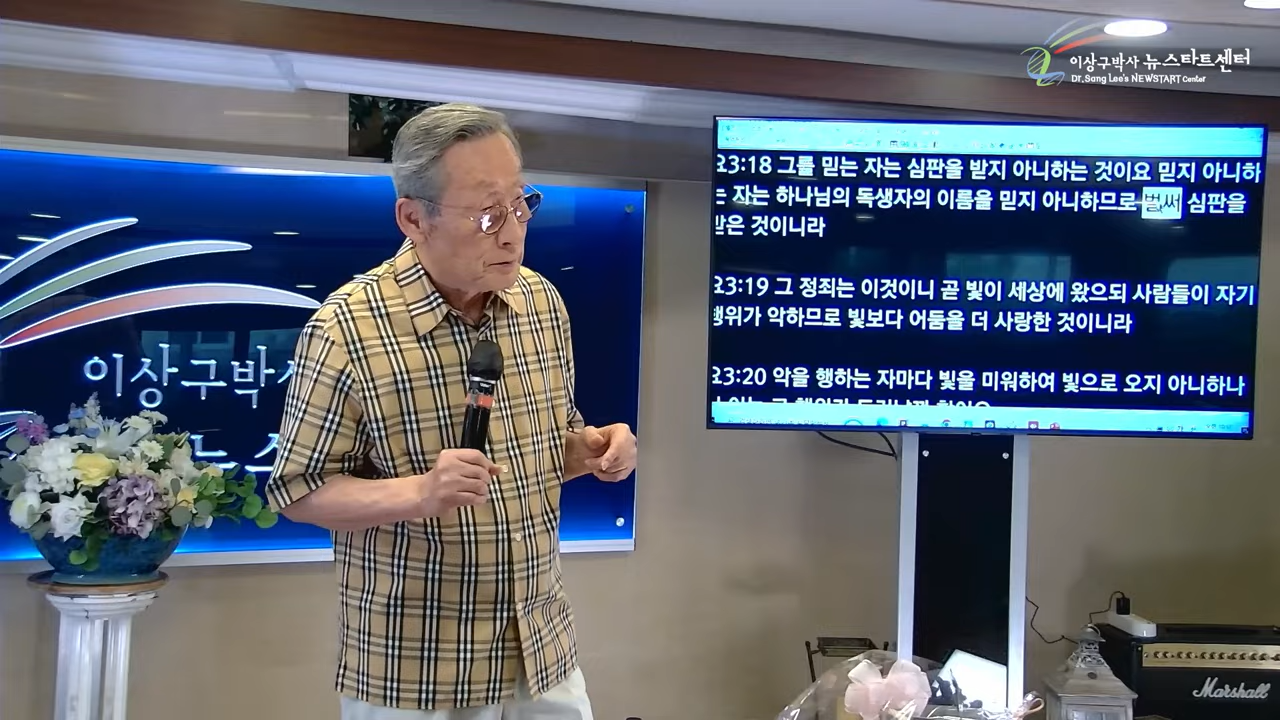 이상구박사 뉴스타트센터
Dr. Sang Lee's NEWSTART Center
요3:18 그를 믿는 자는 심판을 받지 아니하는 것이요 믿지 아니하
는 자는 하나님의 독생자의 이름을 믿지 아니하므로 벌써 심판을
받은 것이니라
요3:19 그 정죄는 이것이니 곧 빛이 세상에 왔으되 사람들이 자기
행위가 악하므로 빛보다 어둠을 더 사랑한 것이니라
요3:20 악을 행하는 자마다 빛을 미워하여 빛으로 오지 아니하나
이상구박사
뉴스
Marshall